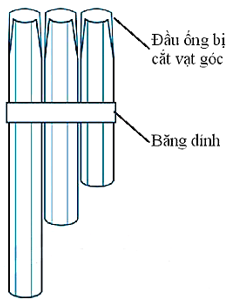 Đầu ống bị
cắt vạt góc
Băng dính